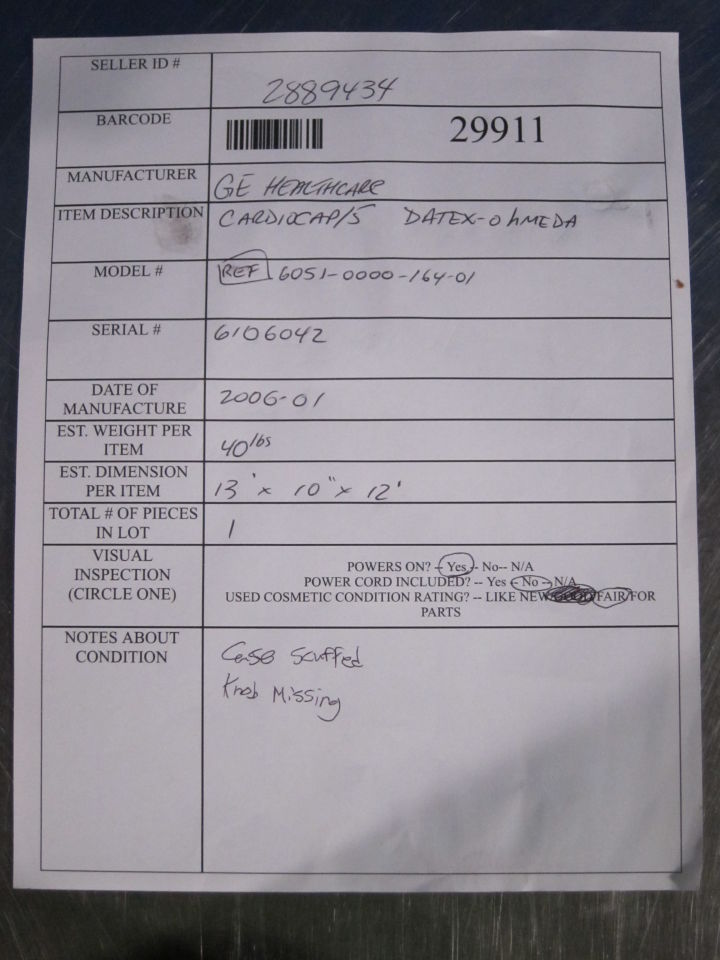 SELLER ID #
2889434
BARCODE
29911
MANUFACTURER
GE HEALTHCARE
ITEM DESCRIPTION
CARDIOCAP/5 DATEX-OhMEDA
MODEL #
REF 6051-0000-164-01
SERIAL #
6106042
DATE OF
MANUFACTURE
2006-01
EST. WEIGHT PER
ITEM
40 lbs
EST. DIMENSION
PER ITEM
13' x 10" x 12'
TOTAL # OF PIECES
IN LOT
1
VISUAL
INSPECTION
(CIRCLE ONE)
POWERS ON? -- Yes -- No-- N/A
POWER CORD INCLUDED? -- Yes -- No -- N/A
USED COSMETIC CONDITION RATING? -- LIKE NEW/GOOD/FAIR/FOR
PARTS
NOTES ABOUT
CONDITION
Case Scuffed
Knob Missing